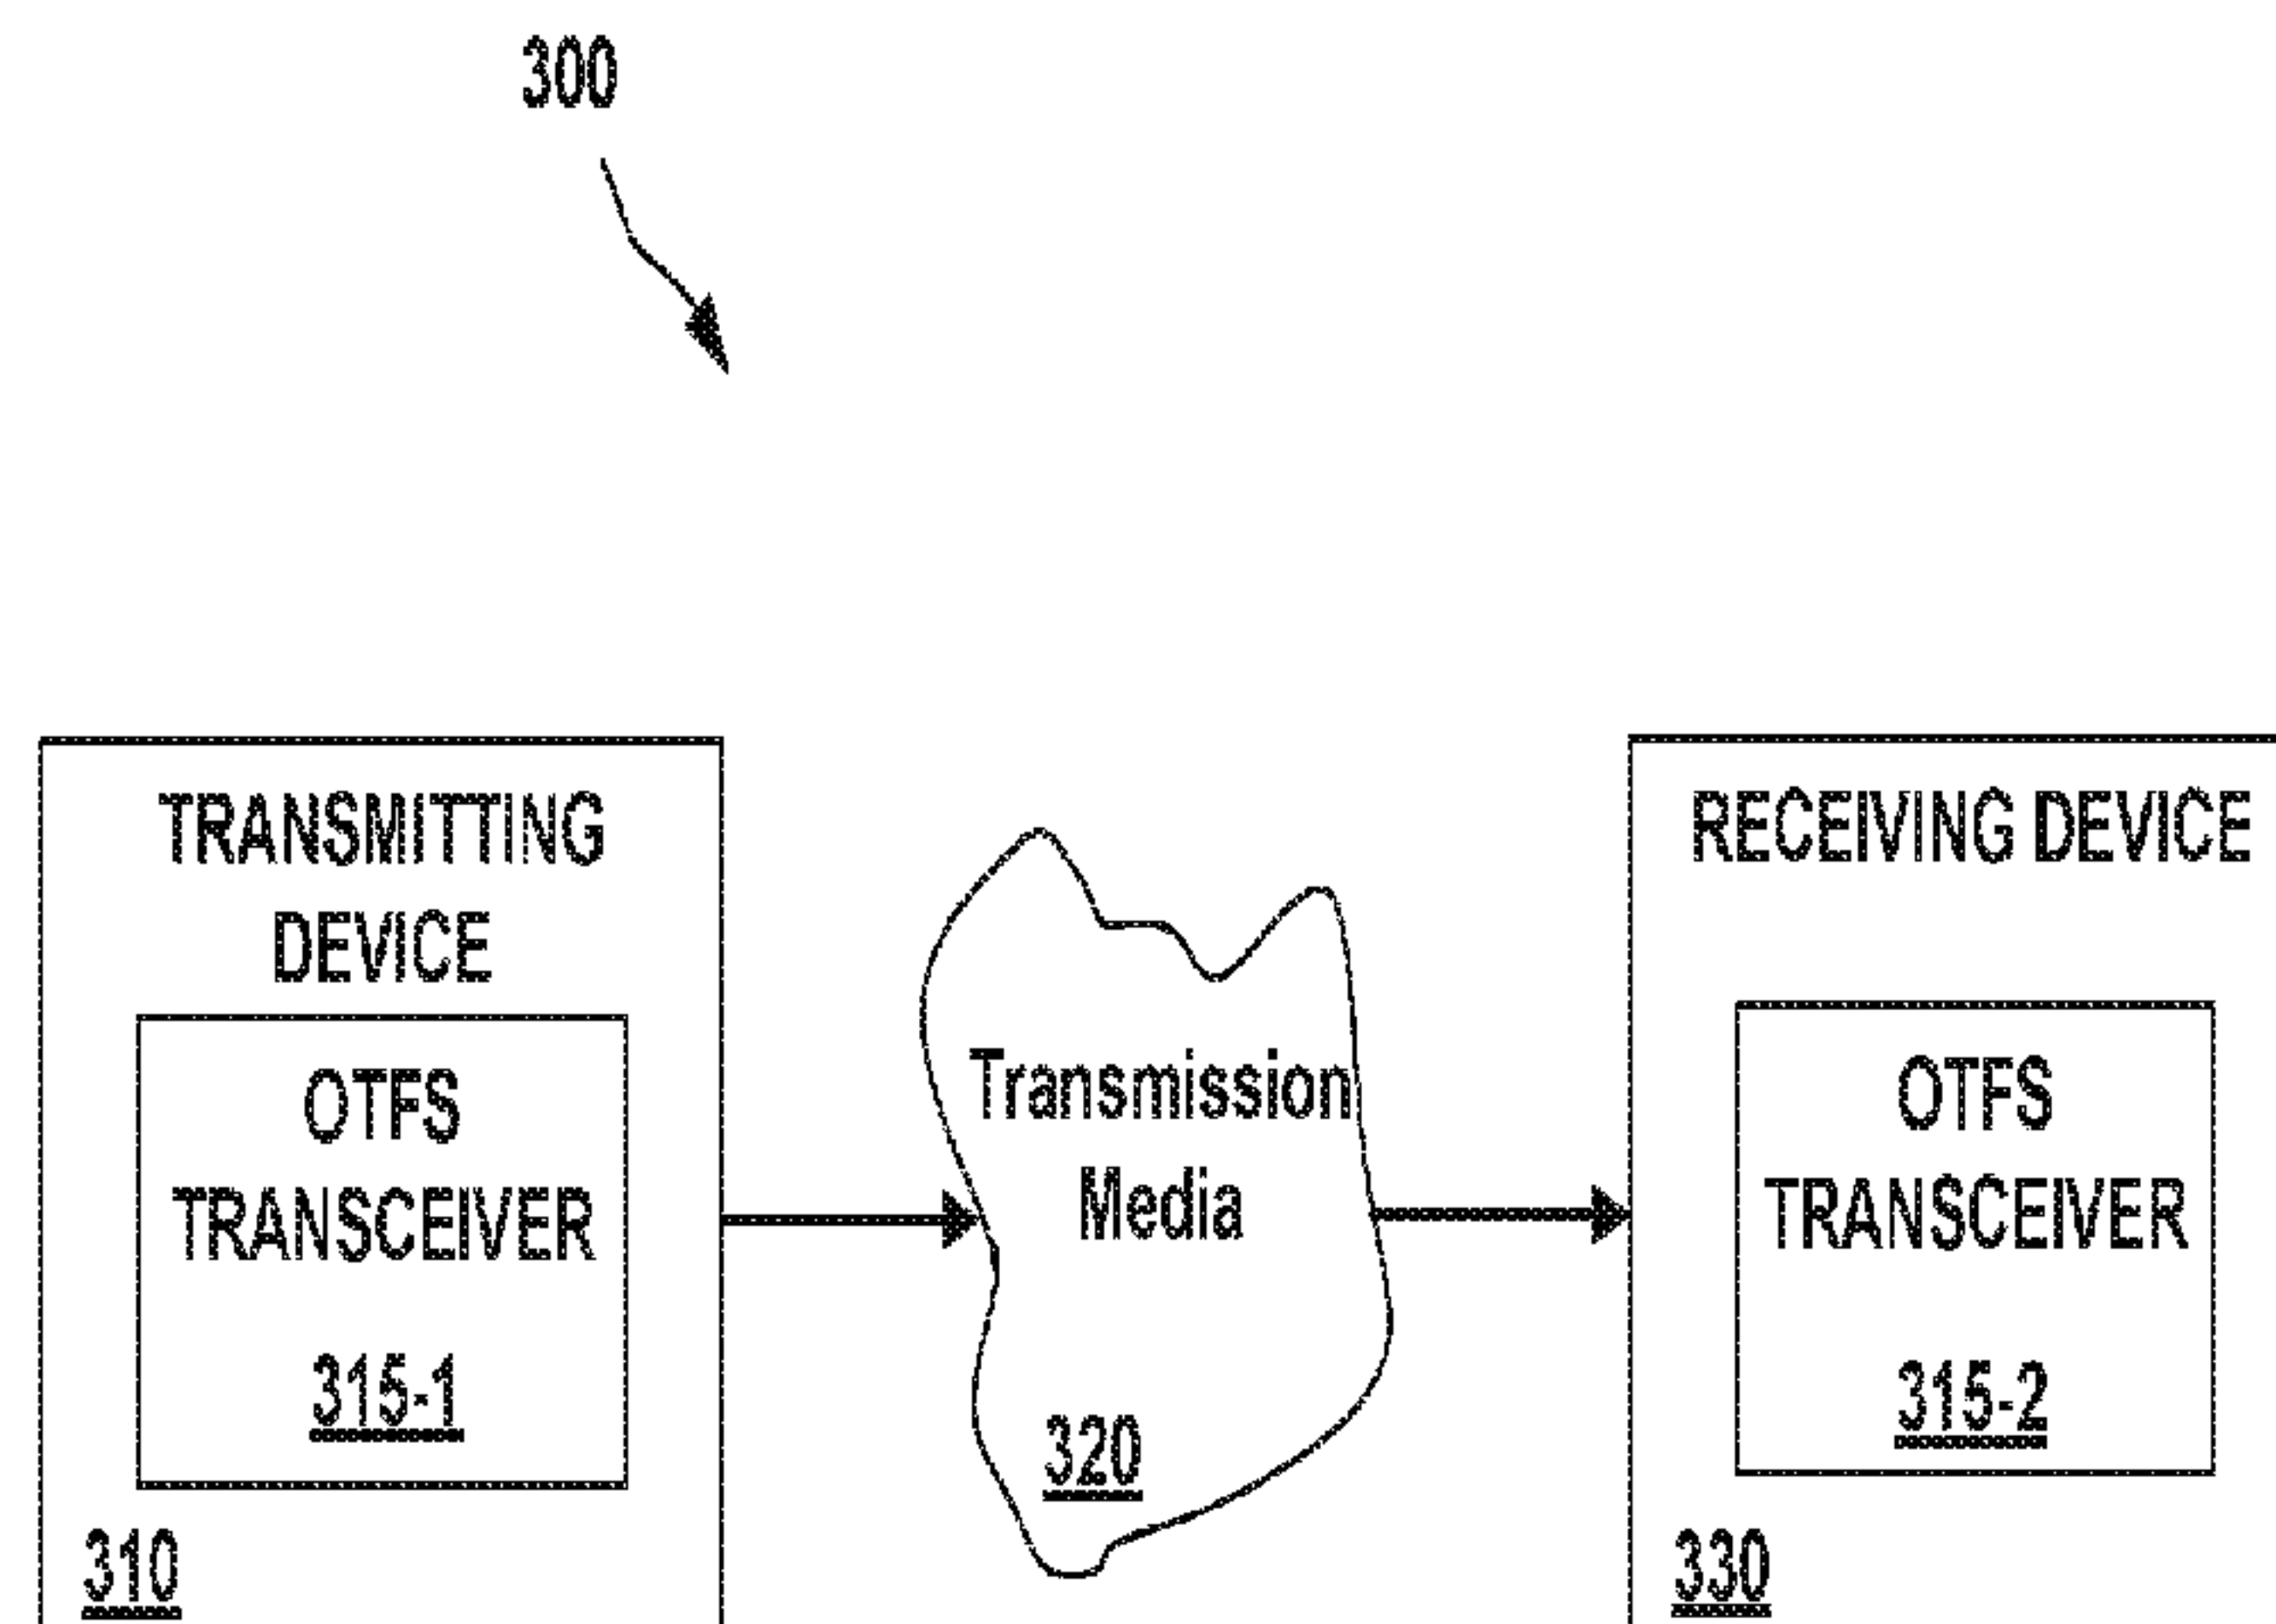 300
TRANSMITTING
DEVICE
OTFS
TRANSCEIVER
315-1
310
Transmission
Media
320
RECEIVING DEVICE
OTFS
TRANSCEIVER
315-2
330